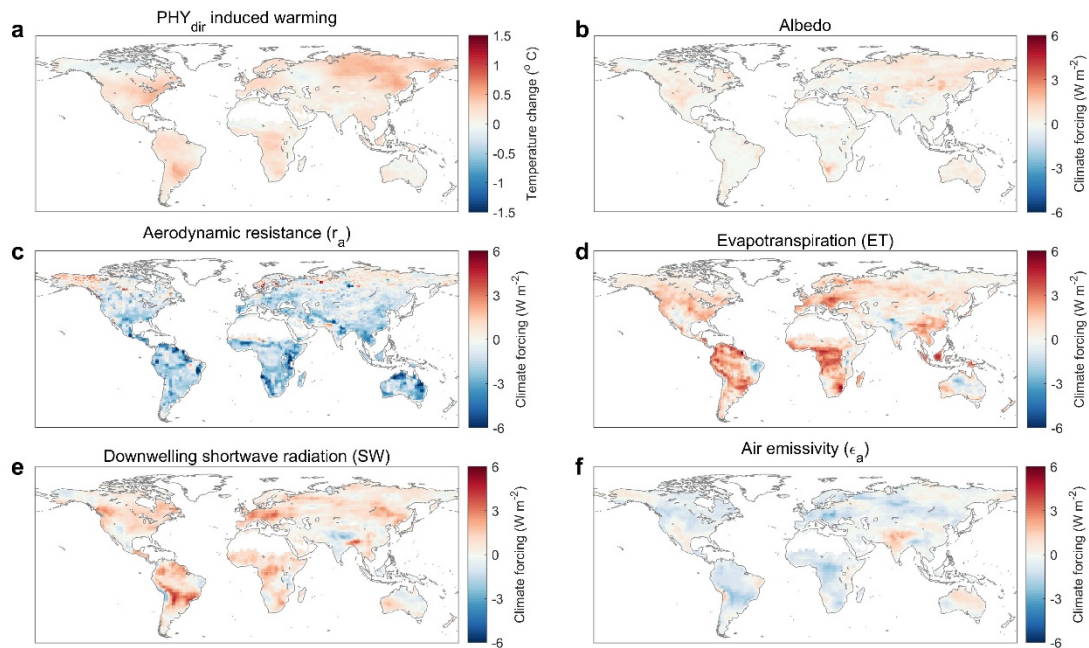 a
PHY_dir induced warming
1.5
1
0.5
0
-0.5
-1
-1.5
Temperature change (° C)
b
Albedo
6
3
0
-3
-6
Climate forcing (W m⁻²)
c
Aerodynamic resistance (r_a)
6
3
0
-3
-6
Climate forcing (W m⁻²)
d
Evapotranspiration (ET)
6
3
0
-3
-6
Climate forcing (W m⁻²)
e
Downwelling shortwave radiation (SW)
6
3
0
-3
-6
Climate forcing (W m⁻²)
f
Air emissivity (ϵ_a)
6
3
0
-3
-6
Climate forcing (W m⁻²)